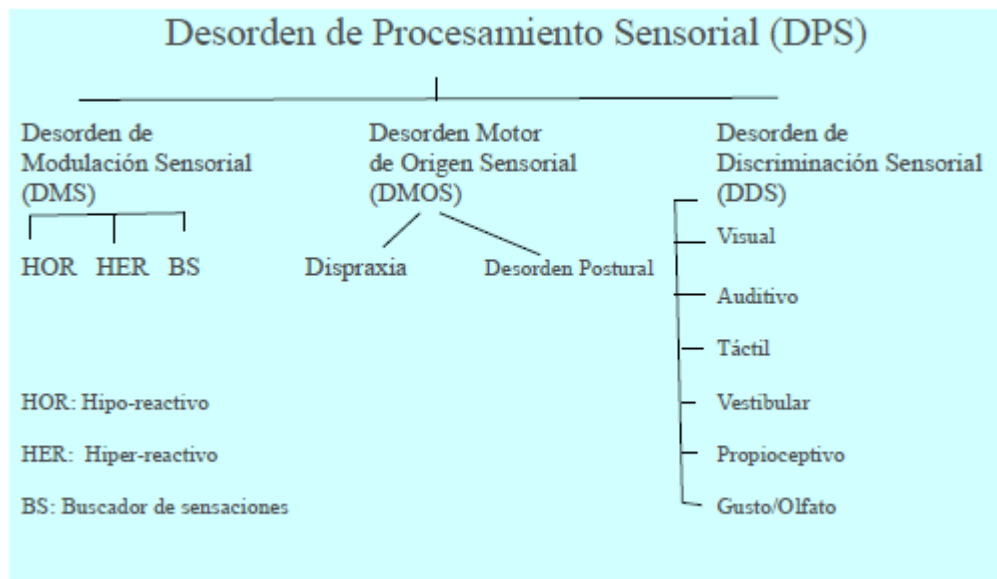 Desorden de Procesamiento Sensorial (DPS)
Desorden de
Modulación Sensorial
(DMS)
HOR HER BS
Desorden Motor
de Origen Sensorial
(DMOS)
Dispraxia
Desorden Postural
Desorden de
Discriminación Sensorial
(DDS)
Visual
Auditivo
Táctil
Vestibular
Propioceptivo
Gusto/Olfato
HOR: Hipo-reactivo
HER: Hiper-reactivo
BS: Buscador de sensaciones